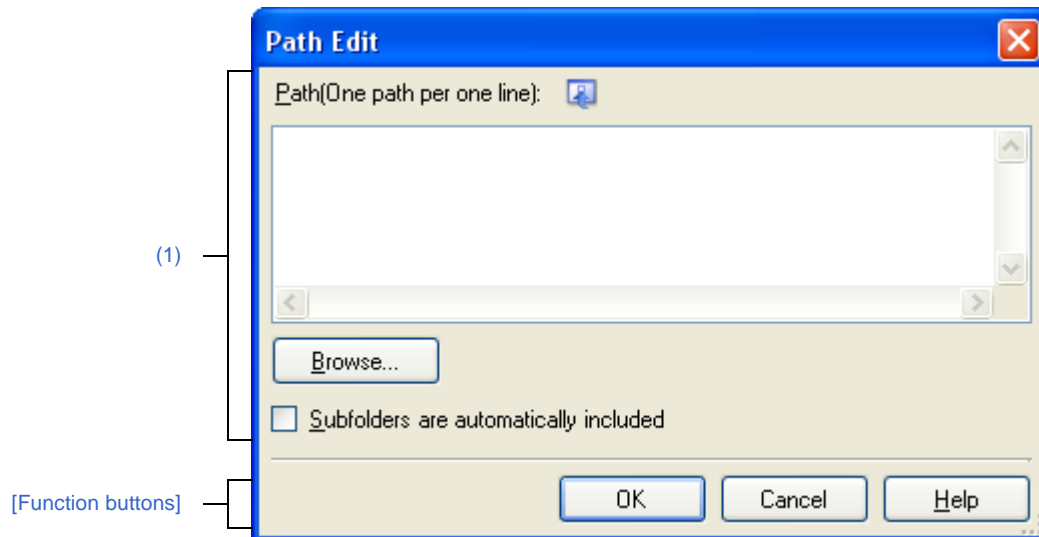 Path Edit
Path(One path per one line):
(1)
Browse...
Subfolders are automatically included
[Function buttons]
OK Cancel Help